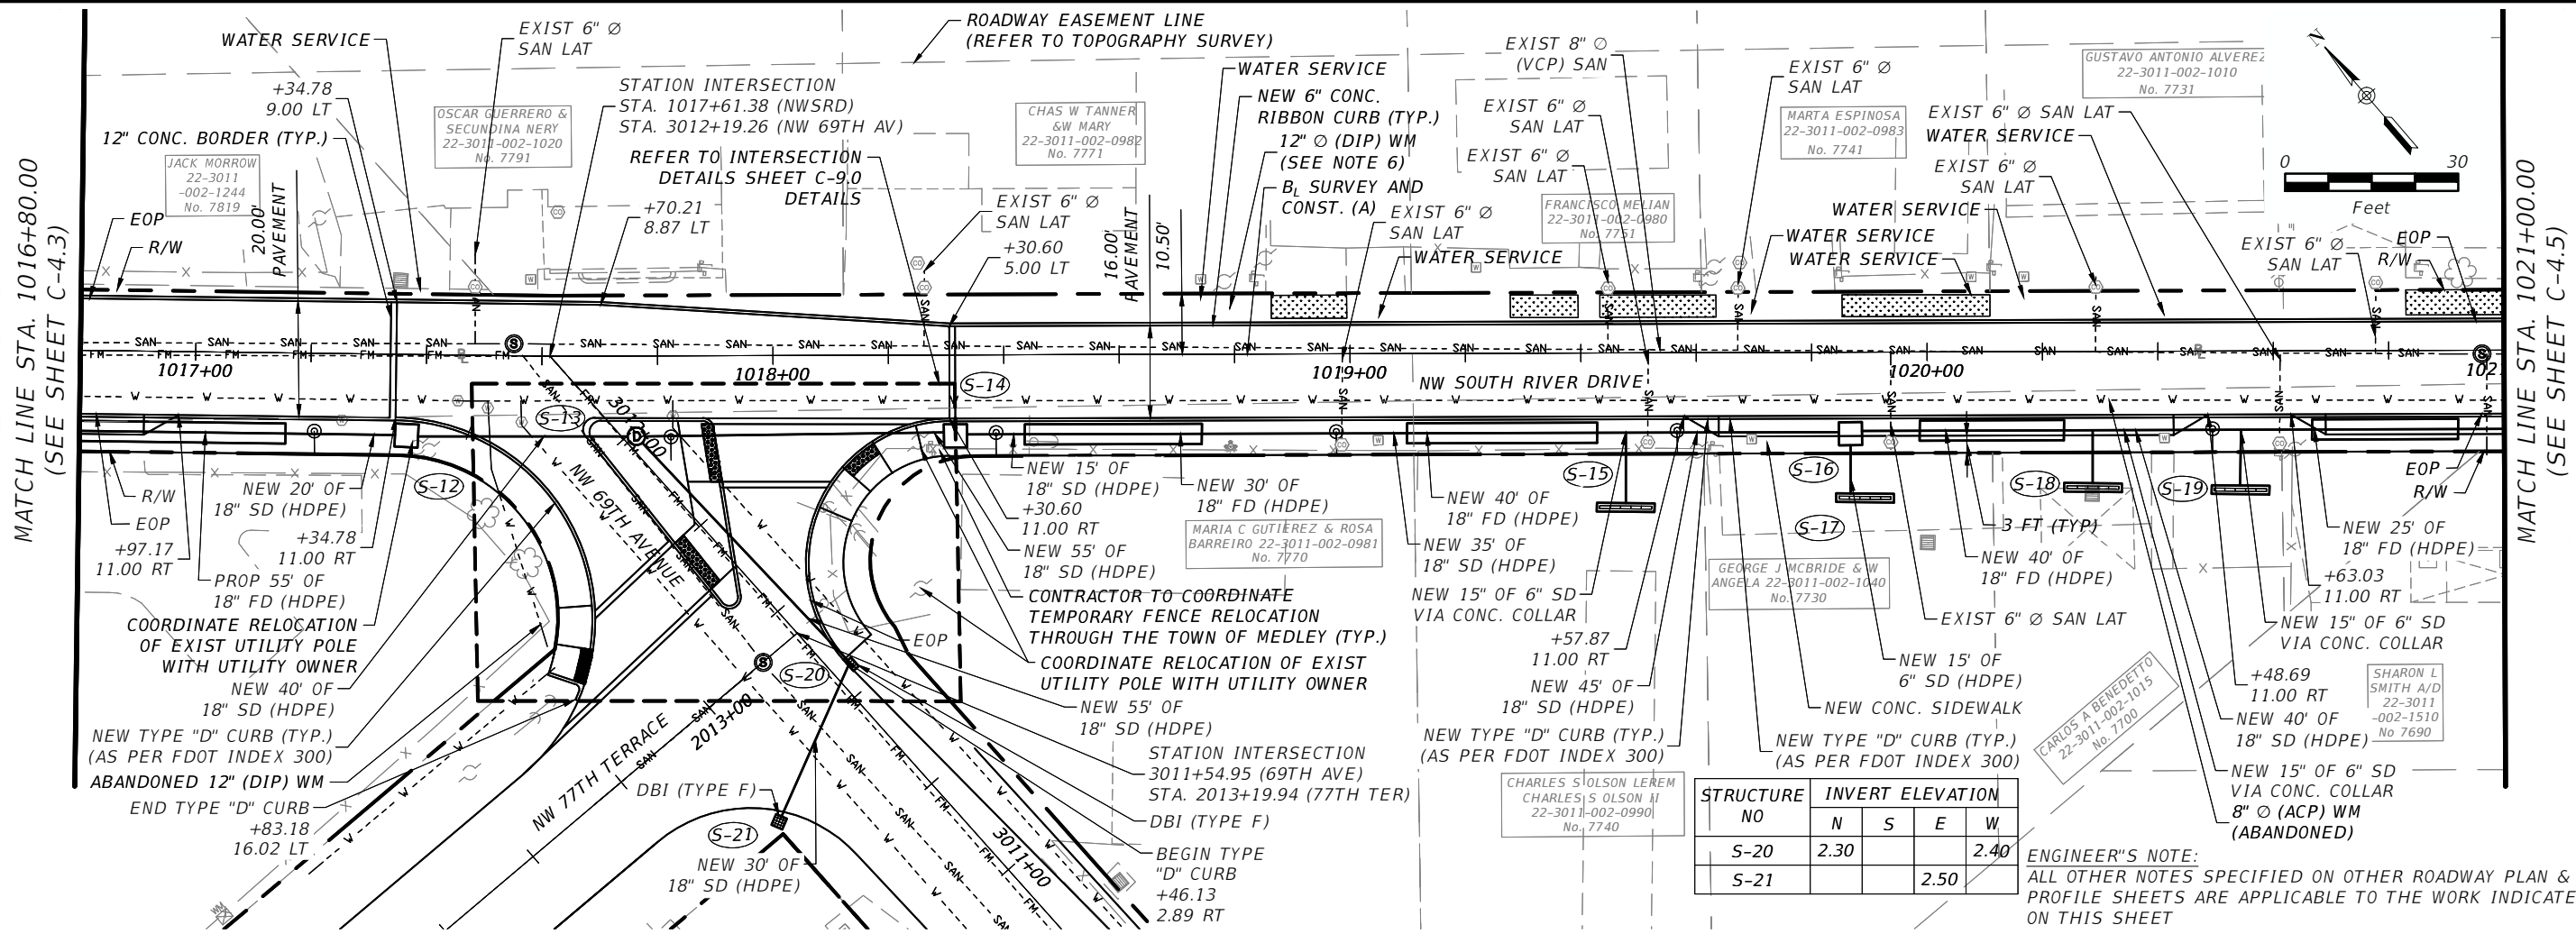 MATCH LINE STA. 1016+80.00
(SEE SHEET C-4.3)
WATER SERVICE
EXIST 6" Ø
SAN LAT
ROADWAY EASEMENT LINE
(REFER TO TOPOGRAPHY SURVEY)
+34.78
9.00 LT
12" CONC. BORDER (TYP.)
JACK MORROW
22-3011
-002-1244
No. 7819
OSCAR GUERRERO &
SECUNDINA NERY
22-3011-002-1020
No. 7791
STATION INTERSECTION
STA. 1017+61.38 (NWSRD)
STA. 3012+19.26 (NW 69TH AV)
REFER TO INTERSECTION
DETAILS SHEET C-9.0
DETAILS
+70.21
8.87 LT
CHAS W TANNER
&W MARY
22-3011-002-0982
No. 7771
EXIST 6" Ø
SAN LAT
+30.60
5.00 LT
WATER SERVICE
NEW 6" CONC.
RIBBON CURB (TYP.)
12" Ø (DIP) WM
(SEE NOTE 6)
BL SURVEY AND
CONST. (A)
EXIST 6" Ø
SAN LAT
WATER SERVICE
EXIST 8" Ø
(VCP) SAN
EXIST 6" Ø
SAN LAT
EXIST 6" Ø
SAN LAT
FRANCISCO MELIAN
22-3011-002-0980
No. 7751
EXIST 6" Ø
SAN LAT
MARTA ESPINOSA
22-3011-002-0983
No. 7741
GUSTAVO ANTONIO ALVEREZ
22-3011-002-1010
No. 7731
EXIST 6" Ø SAN LAT
WATER SERVICE
EXIST 6" Ø
SAN LAT
WATER SERVICE
WATER SERVICE
WATER SERVICE
EXIST 6" Ø
SAN LAT
EOP
R/W
N
0 30
Feet
MATCH LINE STA. 1021+00.00
(SEE SHEET C-4.5)
EOP
R/W
20.00'
PAVEMENT
16.00'
PAVEMENT
10.50'
1017+00
1018+00
1019+00
1020+00
NW SOUTH RIVER DRIVE
S-12
S-13
S-14
S-15
S-16
S-17
S-18
S-19
S-20
S-21
R/W
EOP
+97.17
11.00 RT
NEW 20' OF
18" SD (HDPE)
+34.78
11.00 RT
PROP 55' OF
18" FD (HDPE)
COORDINATE RELOCATION
OF EXIST UTILITY POLE
WITH UTILITY OWNER
NEW 40' OF
18" SD (HDPE)
NEW TYPE "D" CURB (TYP.)
(AS PER FDOT INDEX 300)
ABANDONED 12" (DIP) WM
END TYPE "D" CURB
+83.18
16.02 LT
NW 69TH AVENUE
NW 77TH TERRACE
2013+00
3011+00
DBI (TYPE F)
NEW 30' OF
18" SD (HDPE)
NEW 15' OF
18" SD (HDPE)
+30.60
11.00 RT
NEW 55' OF
18" SD (HDPE)
CONTRACTOR TO COORDINATE
TEMPORARY FENCE RELOCATION
THROUGH THE TOWN OF MEDLEY (TYP.)
EOP
COORDINATE RELOCATION OF EXIST
UTILITY POLE WITH UTILITY OWNER
NEW 55' OF
18" SD (HDPE)
STATION INTERSECTION
3011+54.95 (69TH AVE)
STA. 2013+19.94 (77TH TER)
DBI (TYPE F)
BEGIN TYPE
"D" CURB
+46.13
2.89 RT
NEW 30' OF
18" FD (HDPE)
MARIA C GUTIEREZ & ROSA
BARREIRO 22-3011-002-0981
No. 7770
NEW 40' OF
18" FD (HDPE)
NEW 35' OF
18" SD (HDPE)
NEW 15" OF 6" SD
VIA CONC. COLLAR
+57.87
11.00 RT
NEW 45' OF
18" SD (HDPE)
NEW TYPE "D" CURB (TYP.)
(AS PER FDOT INDEX 300)
CHARLES S OLSON LEREM
CHARLES S OLSON II
22-3011-002-0990
No. 7740
GEORGE J MCBRIDE & W
ANGELA 22-3011-002-1040
No. 7730
NEW TYPE "D" CURB (TYP.)
(AS PER FDOT INDEX 300)
NEW CONC. SIDEWALK
NEW 15' OF
6" SD (HDPE)
EXIST 6" Ø SAN LAT
NEW 40' OF
18" FD (HDPE)
3 FT (TYP)
CARLOS A BENEDETTO
22-3011-002-1015
No. 7700
NEW 25' OF
18" FD (HDPE)
+63.03
11.00 RT
NEW 15" OF 6" SD
VIA CONC. COLLAR
+48.69
11.00 RT
NEW 40' OF
18" SD (HDPE)
NEW 15" OF 6" SD
VIA CONC. COLLAR
8" Ø (ACP) WM
(ABANDONED)
SHARON L
SMITH A/D
22-3011
-002-1510
No 7690
EOP
R/W
STRUCTURE NO INVERT ELEVATION
N S E W
S-20 2.30 2.40
S-21 2.50
ENGINEER"S NOTE:
ALL OTHER NOTES SPECIFIED ON OTHER ROADWAY PLAN &
PROFILE SHEETS ARE APPLICABLE TO THE WORK INDICATE
ON THIS SHEET